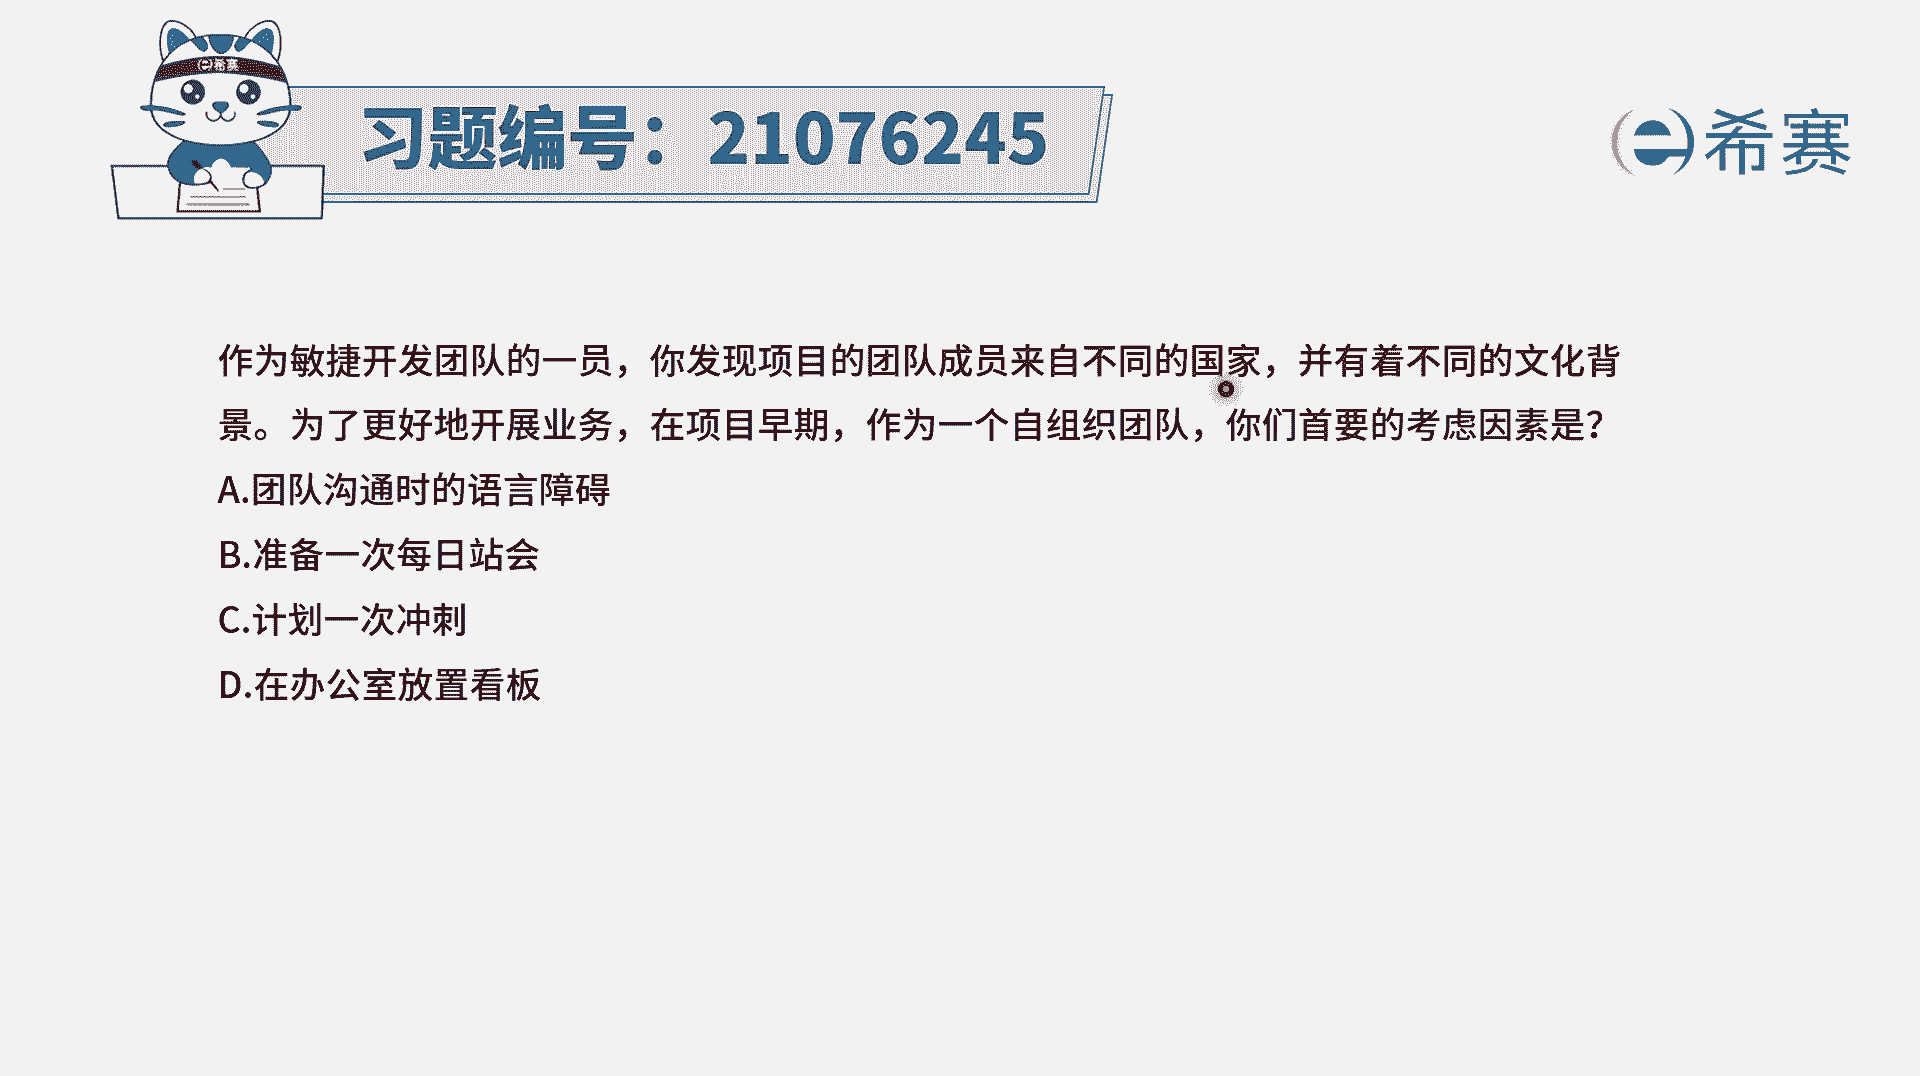 希赛
习题编号：21076245
希赛
作为敏捷开发团队的一员，你发现项目的团队成员来自不同的国家，并有着不同的文化背
景。为了更好地开展业务，在项目早期，作为一个自组织团队，你们首要的考虑因素是？
A.团队沟通时的语言障碍
B.准备一次每日站会
C.计划一次冲刺
D.在办公室放置看板